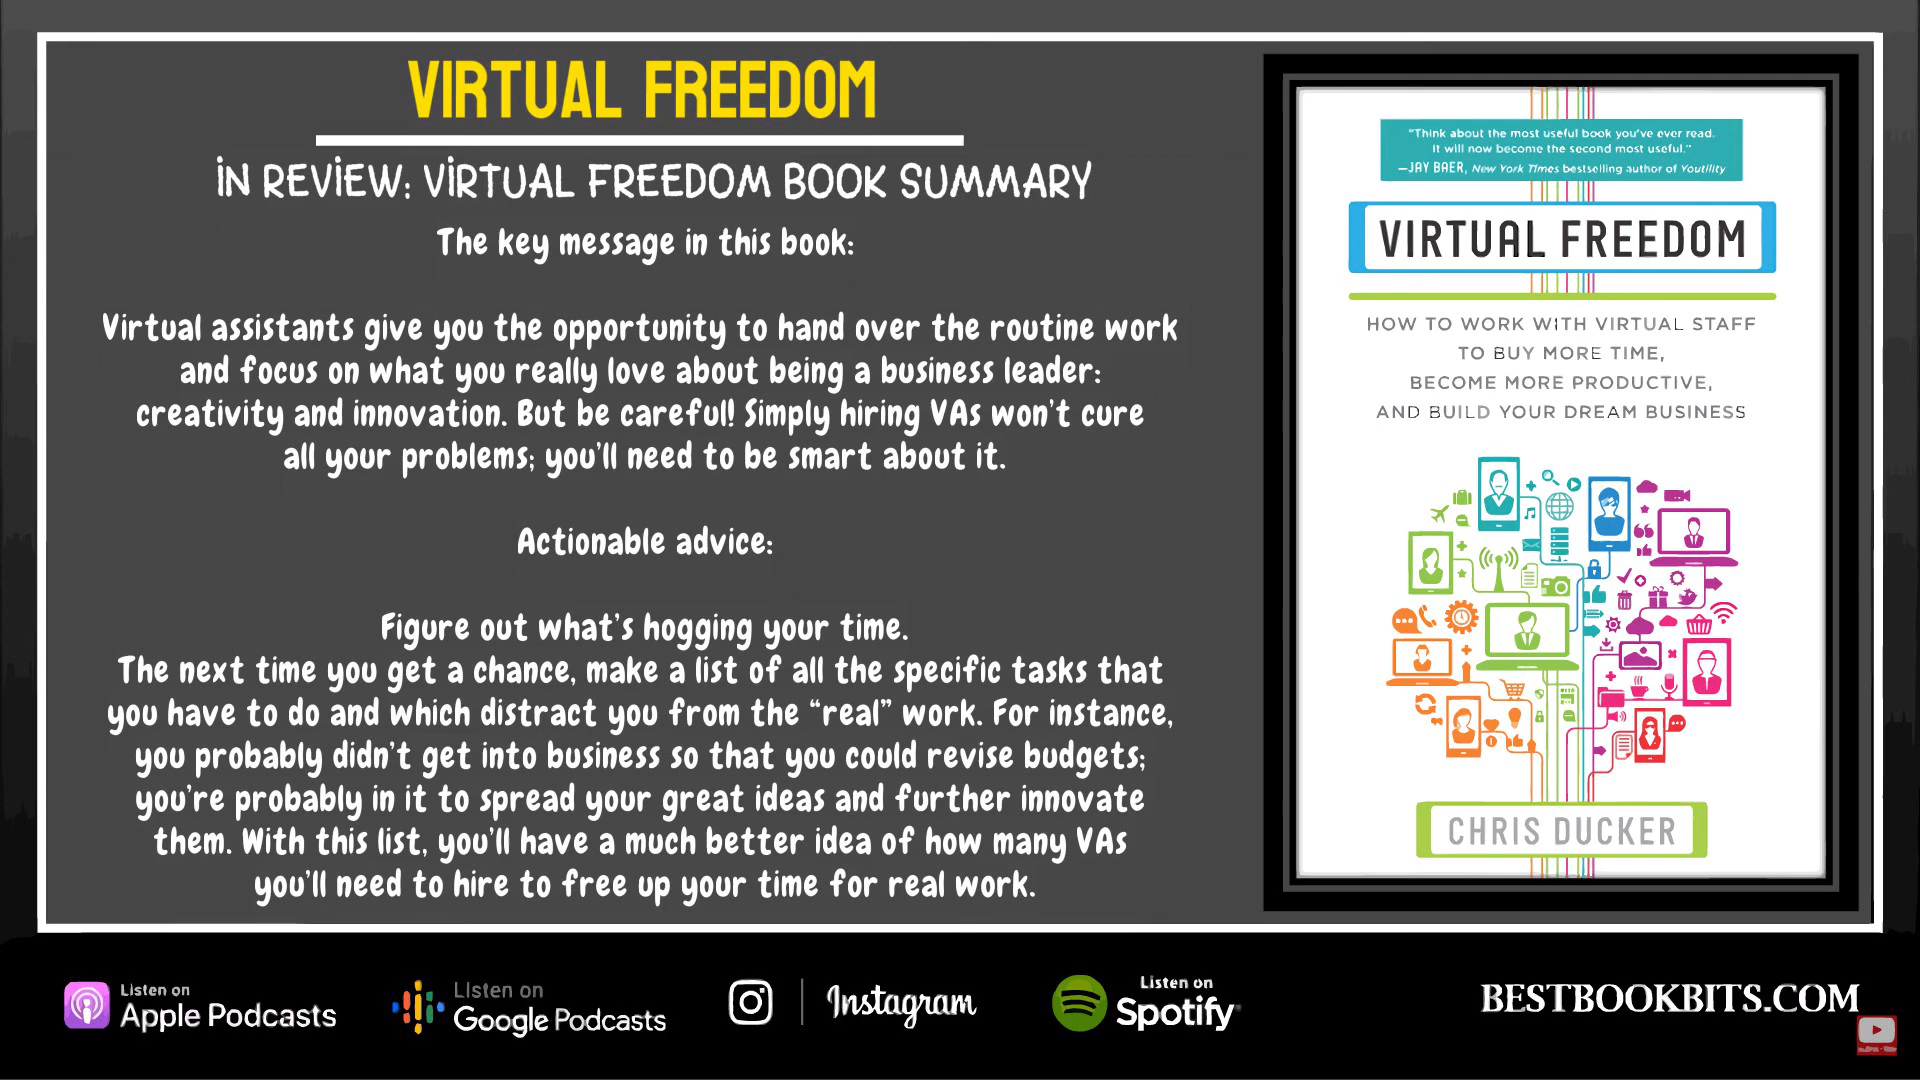 VIRTUAL FREEDOM
IN REVIEW: VIRTUAL FREEDOM BOOK SUMMARY
The key message in this book:
Virtual assistants give you the opportunity to hand over the routine work
and focus on what you really love about being a business leader:
creativity and innovation. But be careful! Simply hiring VAs won't cure
all your problems; you'll need to be smart about it.
Actionable advice:
Figure out what's hogging your time.
The next time you get a chance, make a list of all the specific tasks that
you have to do and which distract you from the “real” work. For instance,
you probably didn't get into business so that you could revise budgets;
you're probably in it to spread your great ideas and further innovate
them. With this list, you'll have a much better idea of how many VAs
you'll need to hire to free up your time for real work.
"Think about the most useful book you've ever read.
It will now become the second most useful."
—JAY BAER, New York Times bestselling author of Youtility
VIRTUAL FREEDOM
HOW TO WORK WITH VIRTUAL STAFF
TO BUY MORE TIME,
BECOME MORE PRODUCTIVE,
AND BUILD YOUR DREAM BUSINESS
CHRIS DUCKER
Listen on
Apple Podcasts
Listen on
Google Podcasts
Instagram
Listen on
Spotify
BESTBOOKBITS.COM